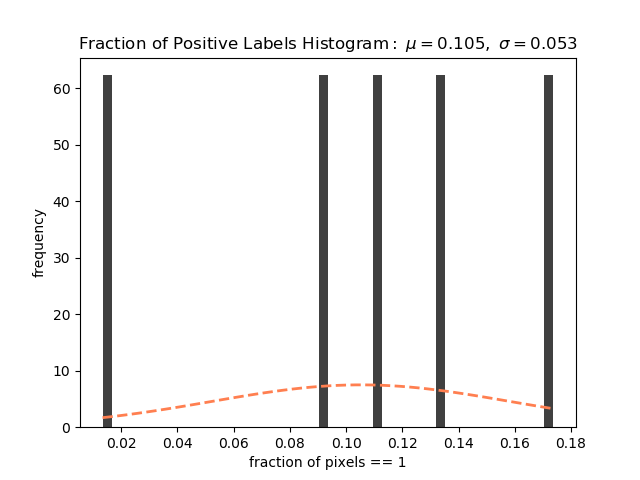 Fraction of Positive Labels Histogram : μ = 0.105, σ = 0.053
frequency
60
50
40
30
20
10
0
0.02 0.04 0.06 0.08 0.10 0.12 0.14 0.16 0.18
fraction of pixels == 1